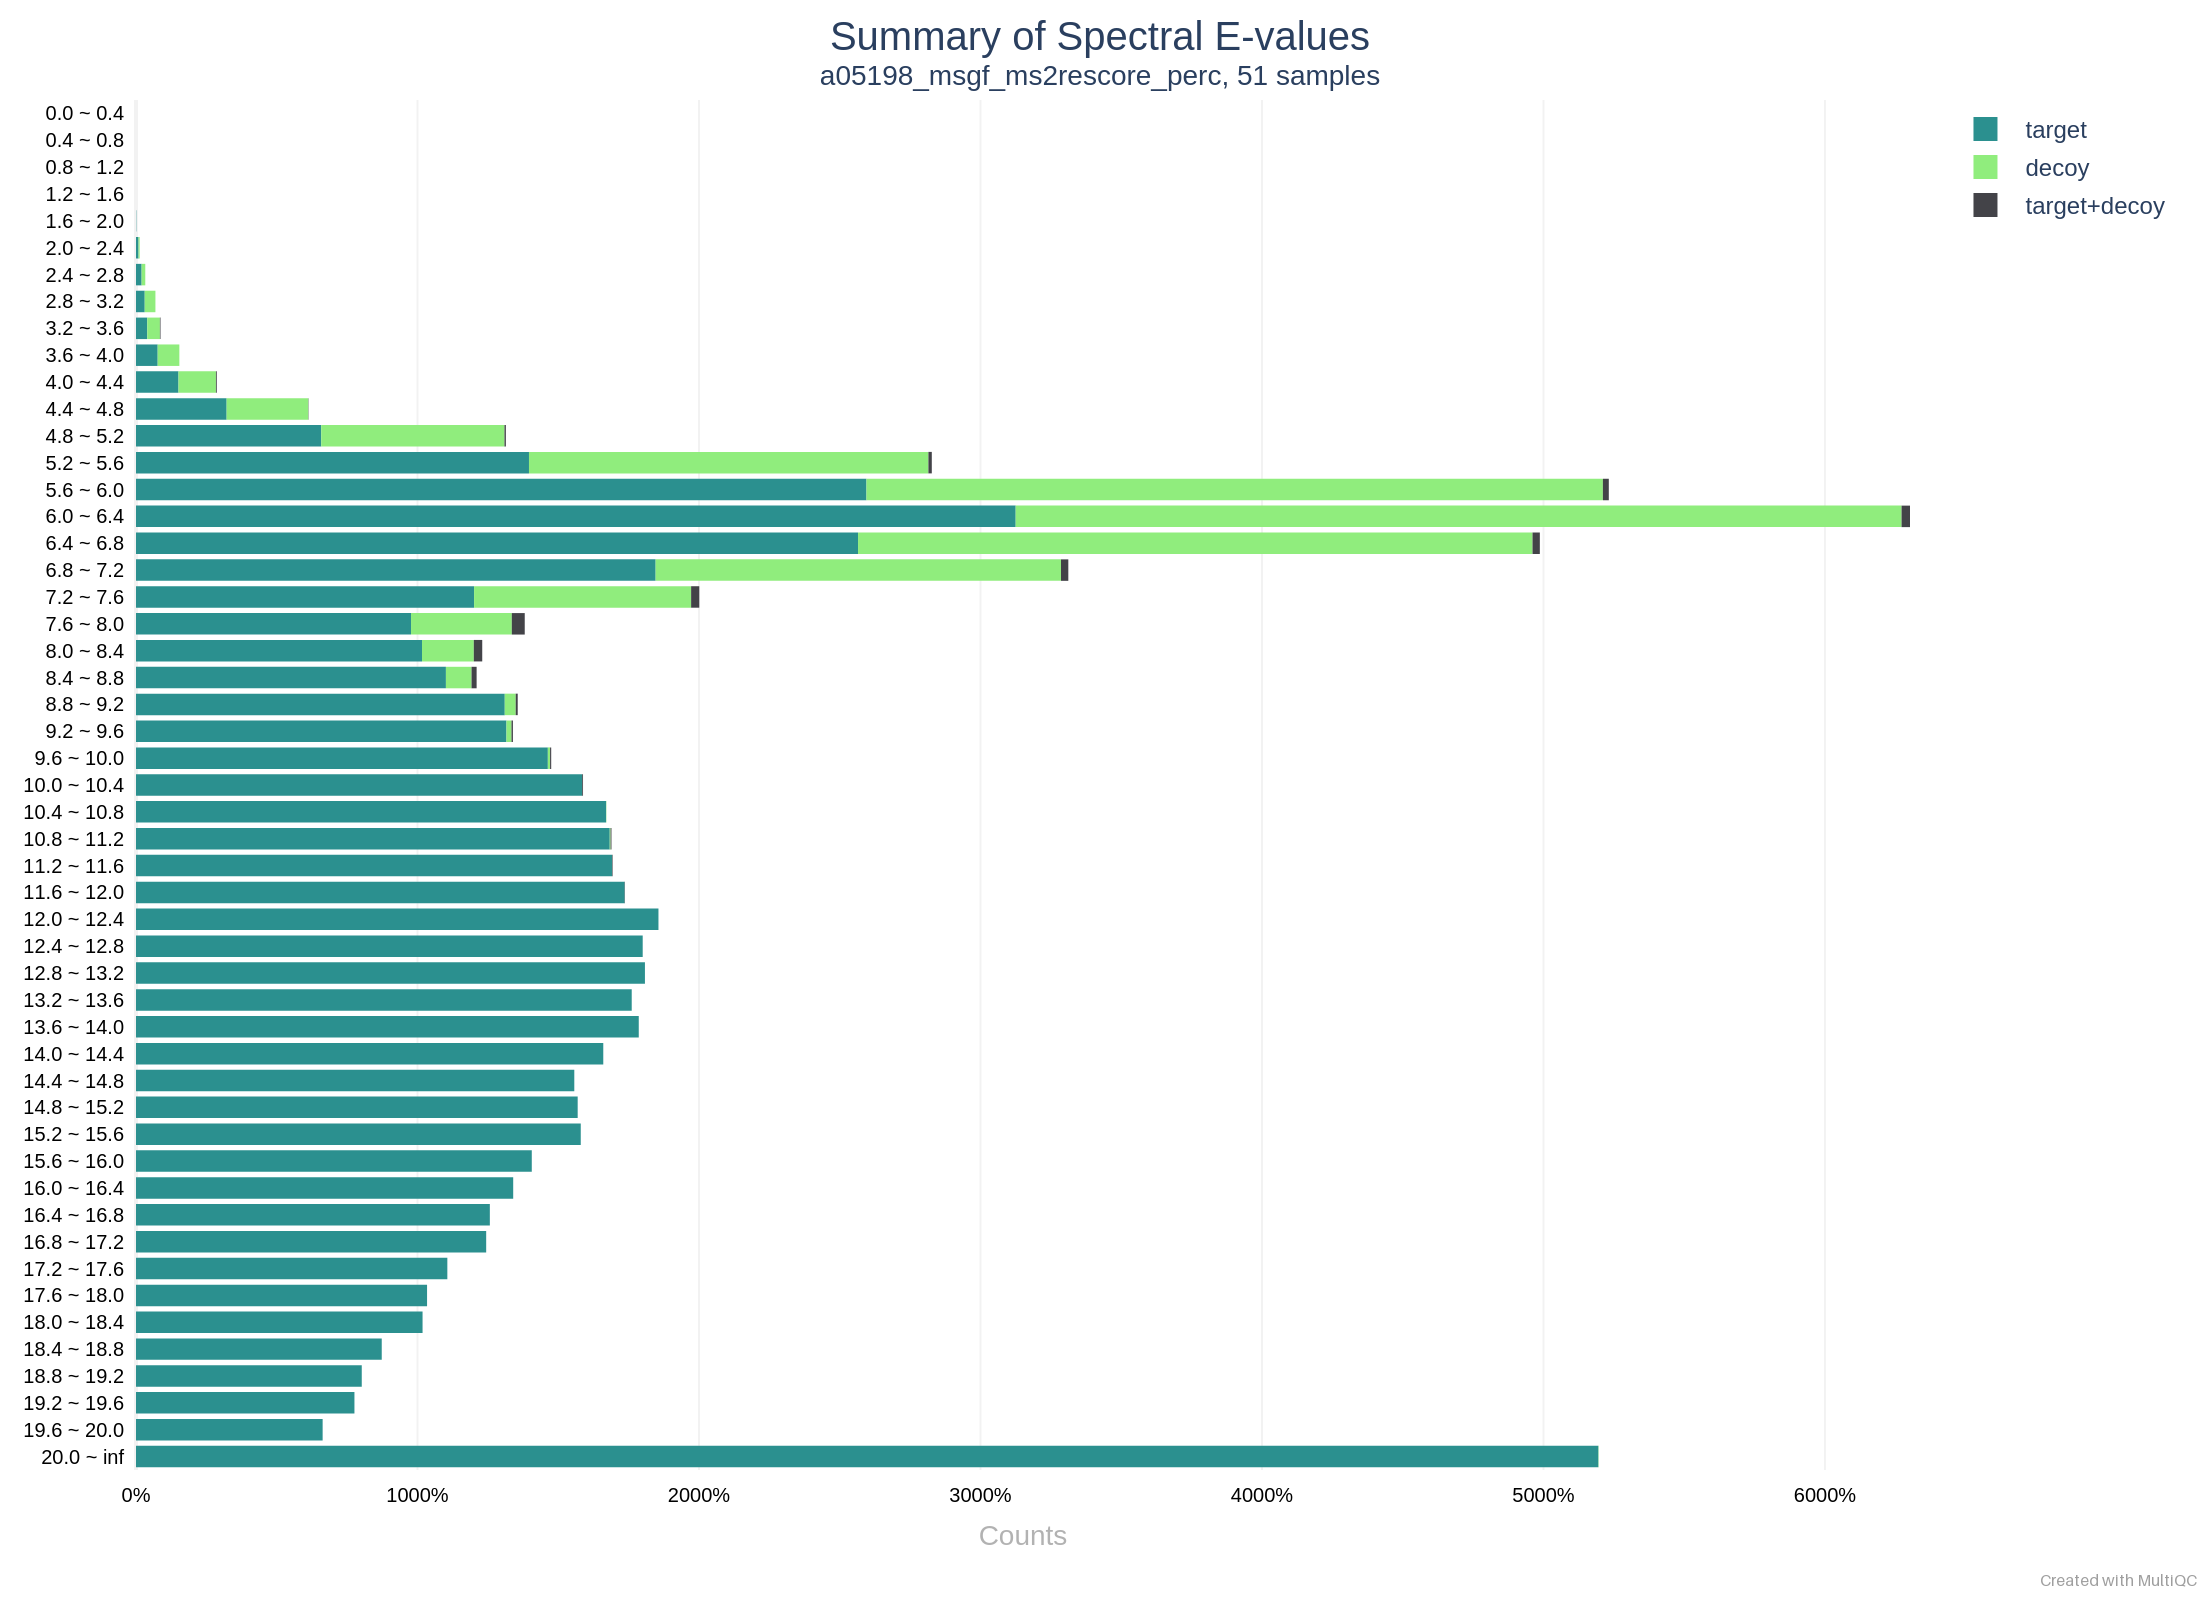 Summary of Spectral E-values
a05198_msgf_ms2rescore_perc, 51 samples
target
decoy
target+decoy
0.0 ~ 0.4
0.4 ~ 0.8
0.8 ~ 1.2
1.2 ~ 1.6
1.6 ~ 2.0
2.0 ~ 2.4
2.4 ~ 2.8
2.8 ~ 3.2
3.2 ~ 3.6
3.6 ~ 4.0
4.0 ~ 4.4
4.4 ~ 4.8
4.8 ~ 5.2
5.2 ~ 5.6
5.6 ~ 6.0
6.0 ~ 6.4
6.4 ~ 6.8
6.8 ~ 7.2
7.2 ~ 7.6
7.6 ~ 8.0
8.0 ~ 8.4
8.4 ~ 8.8
8.8 ~ 9.2
9.2 ~ 9.6
9.6 ~ 10.0
10.0 ~ 10.4
10.4 ~ 10.8
10.8 ~ 11.2
11.2 ~ 11.6
11.6 ~ 12.0
12.0 ~ 12.4
12.4 ~ 12.8
12.8 ~ 13.2
13.2 ~ 13.6
13.6 ~ 14.0
14.0 ~ 14.4
14.4 ~ 14.8
14.8 ~ 15.2
15.2 ~ 15.6
15.6 ~ 16.0
16.0 ~ 16.4
16.4 ~ 16.8
16.8 ~ 17.2
17.2 ~ 17.6
17.6 ~ 18.0
18.0 ~ 18.4
18.4 ~ 18.8
18.8 ~ 19.2
19.2 ~ 19.6
19.6 ~ 20.0
20.0 ~ inf
0% 1000% 2000% 3000% 4000% 5000% 6000%
Counts
Created with MultiQC